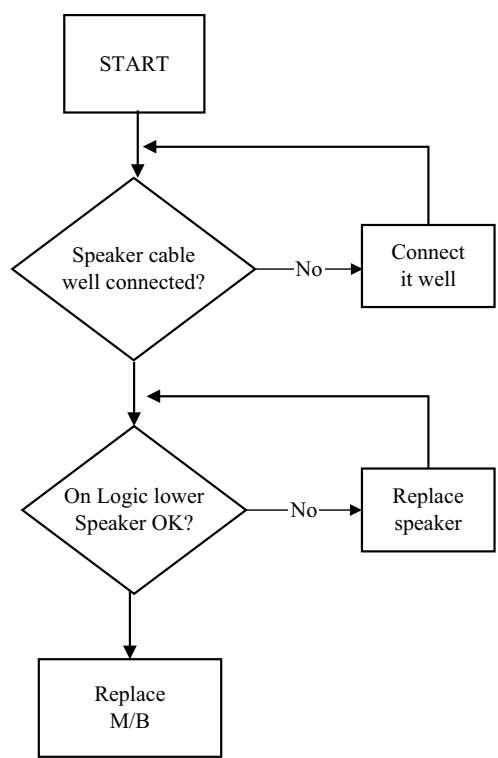 START
Speaker cable
well connected?
No
Connect
it well
On Logic lower
Speaker OK?
No
Replace
speaker
Replace
M/B